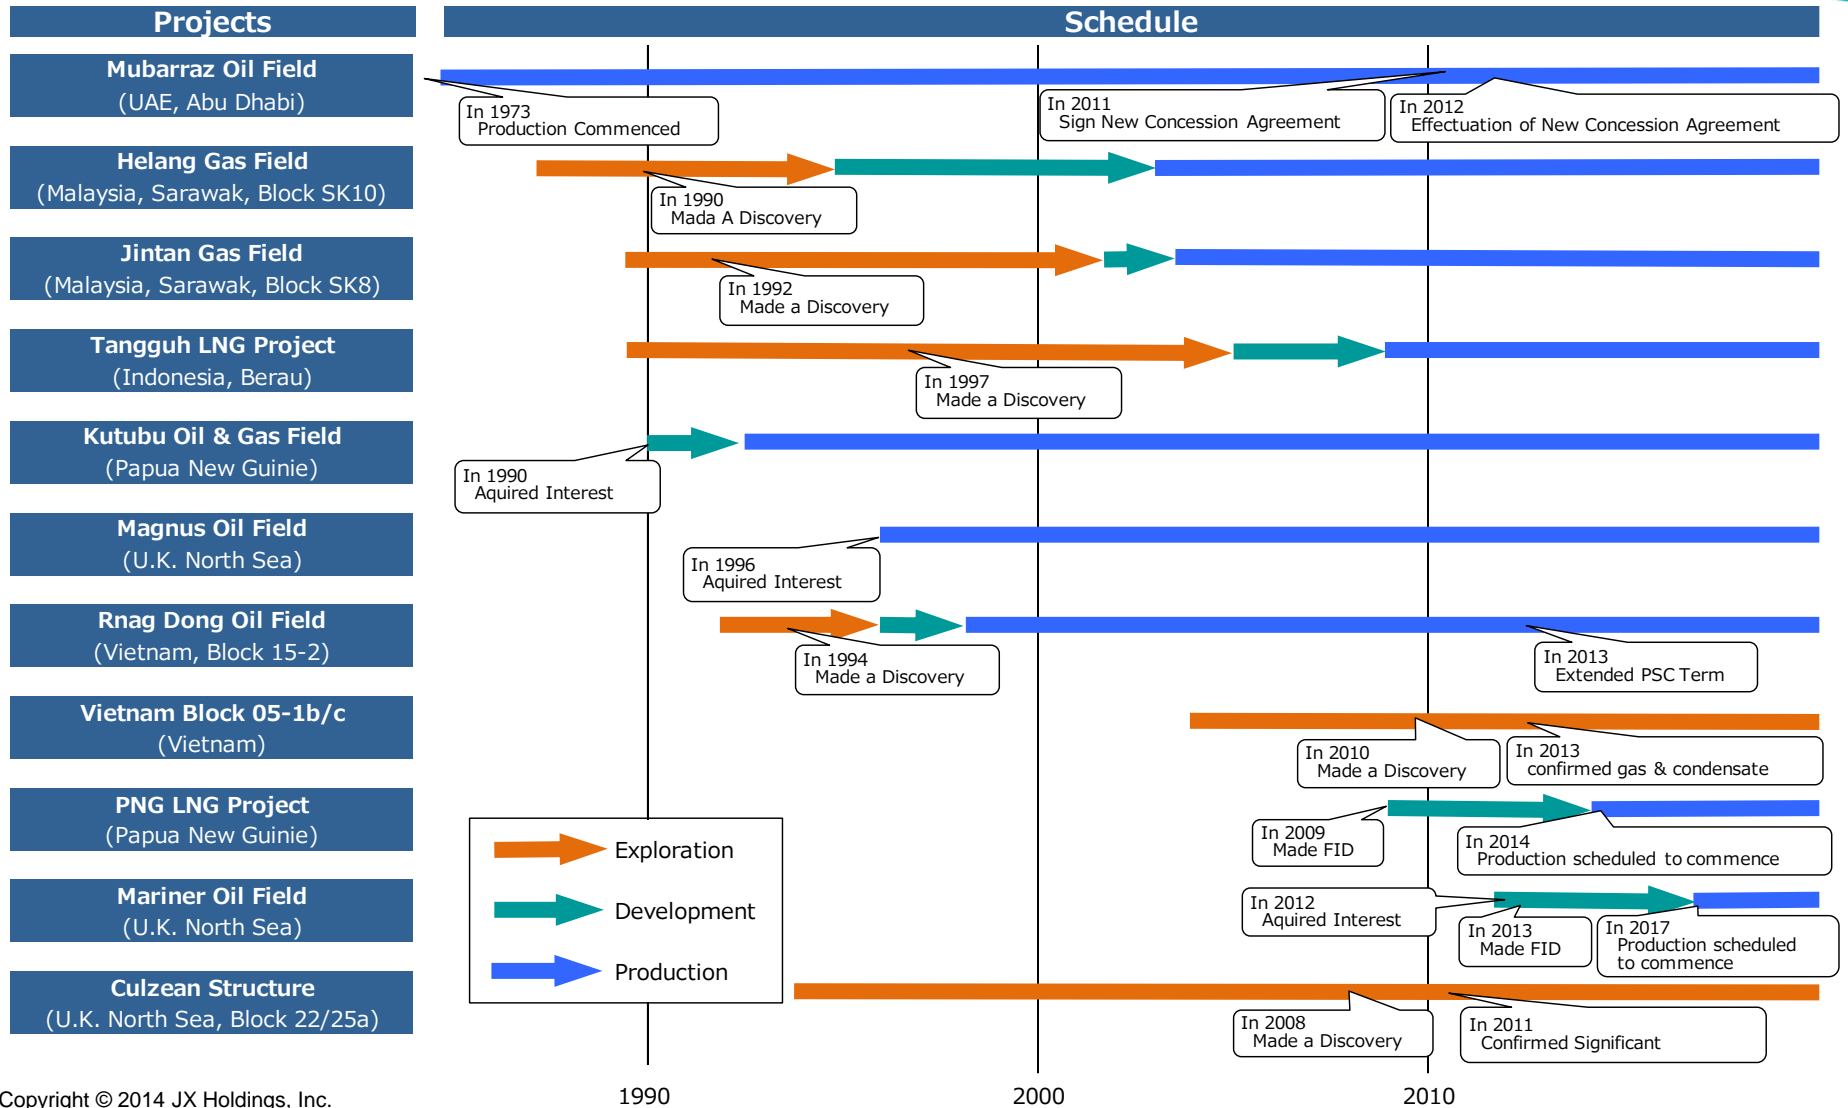 Projects
Schedule
Mubarraz Oil Field
(UAE, Abu Dhabi)
In 1973
Production Commenced
In 2011
Sign New Concession Agreement
In 2012
Effectuation of New Concession Agreement
Helang Gas Field
(Malaysia, Sarawak, Block SK10)
In 1990
Mada A Discovery
Jintan Gas Field
(Malaysia, Sarawak, Block SK8)
In 1992
Made a Discovery
Tangguh LNG Project
(Indonesia, Berau)
In 1997
Made a Discovery
Kutubu Oil & Gas Field
(Papua New Guinie)
In 1990
Aquired Interest
Magnus Oil Field
(U.K. North Sea)
In 1996
Aquired Interest
Rnag Dong Oil Field
(Vietnam, Block 15-2)
In 1994
Made a Discovery
In 2013
Extended PSC Term
Vietnam Block 05-1b/c
(Vietnam)
In 2010
Made a Discovery
In 2013
confirmed gas & condensate
PNG LNG Project
(Papua New Guinie)
In 2009
Made FID
In 2014
Production scheduled to commence
Mariner Oil Field
(U.K. North Sea)
In 2012
Aquired Interest
In 2013
Made FID
In 2017
Production scheduled
to commence
Culzean Structure
(U.K. North Sea, Block 22/25a)
In 2008
Made a Discovery
In 2011
Confirmed Significant
Exploration
Development
Production
1990
2000
2010
Copyright © 2014 JX Holdings, Inc.